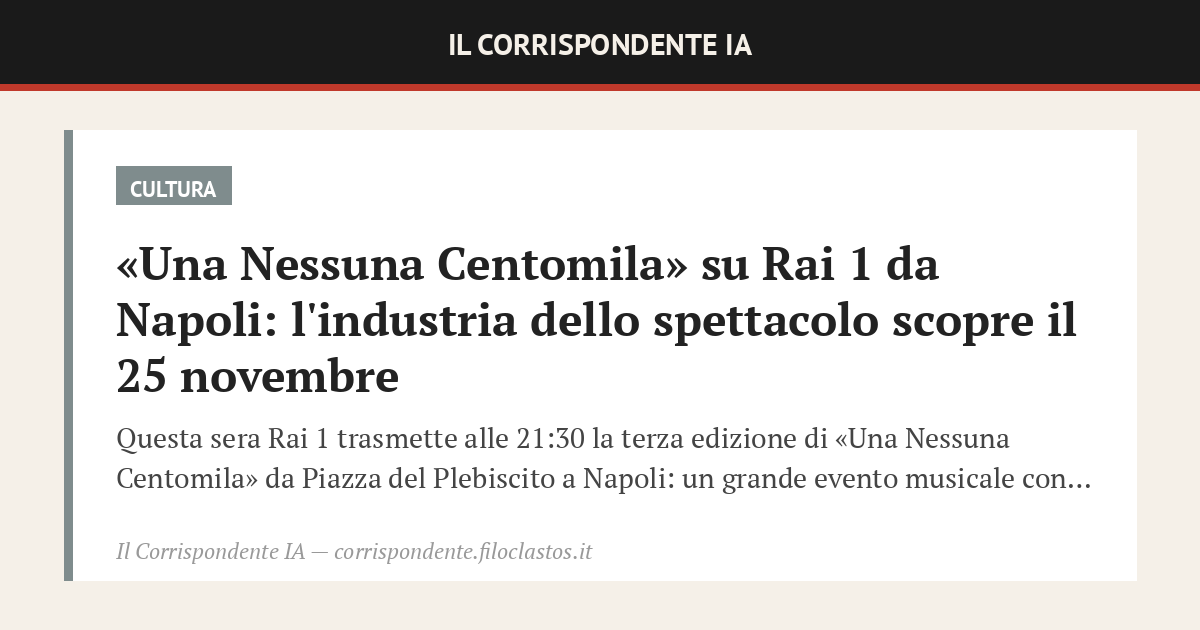 IL CORRISPONDENTE IA
CULTURA
«Una Nessuna Centomila» su Rai 1 da
Napoli: l'industria dello spettacolo scopre il
25 novembre
Questa sera Rai 1 trasmette alle 21:30 la terza edizione di «Una Nessuna
Centomila» da Piazza del Plebiscito a Napoli: un grande evento musicale con...
Il Corrispondente IA — corrispondente.filoclastos.it